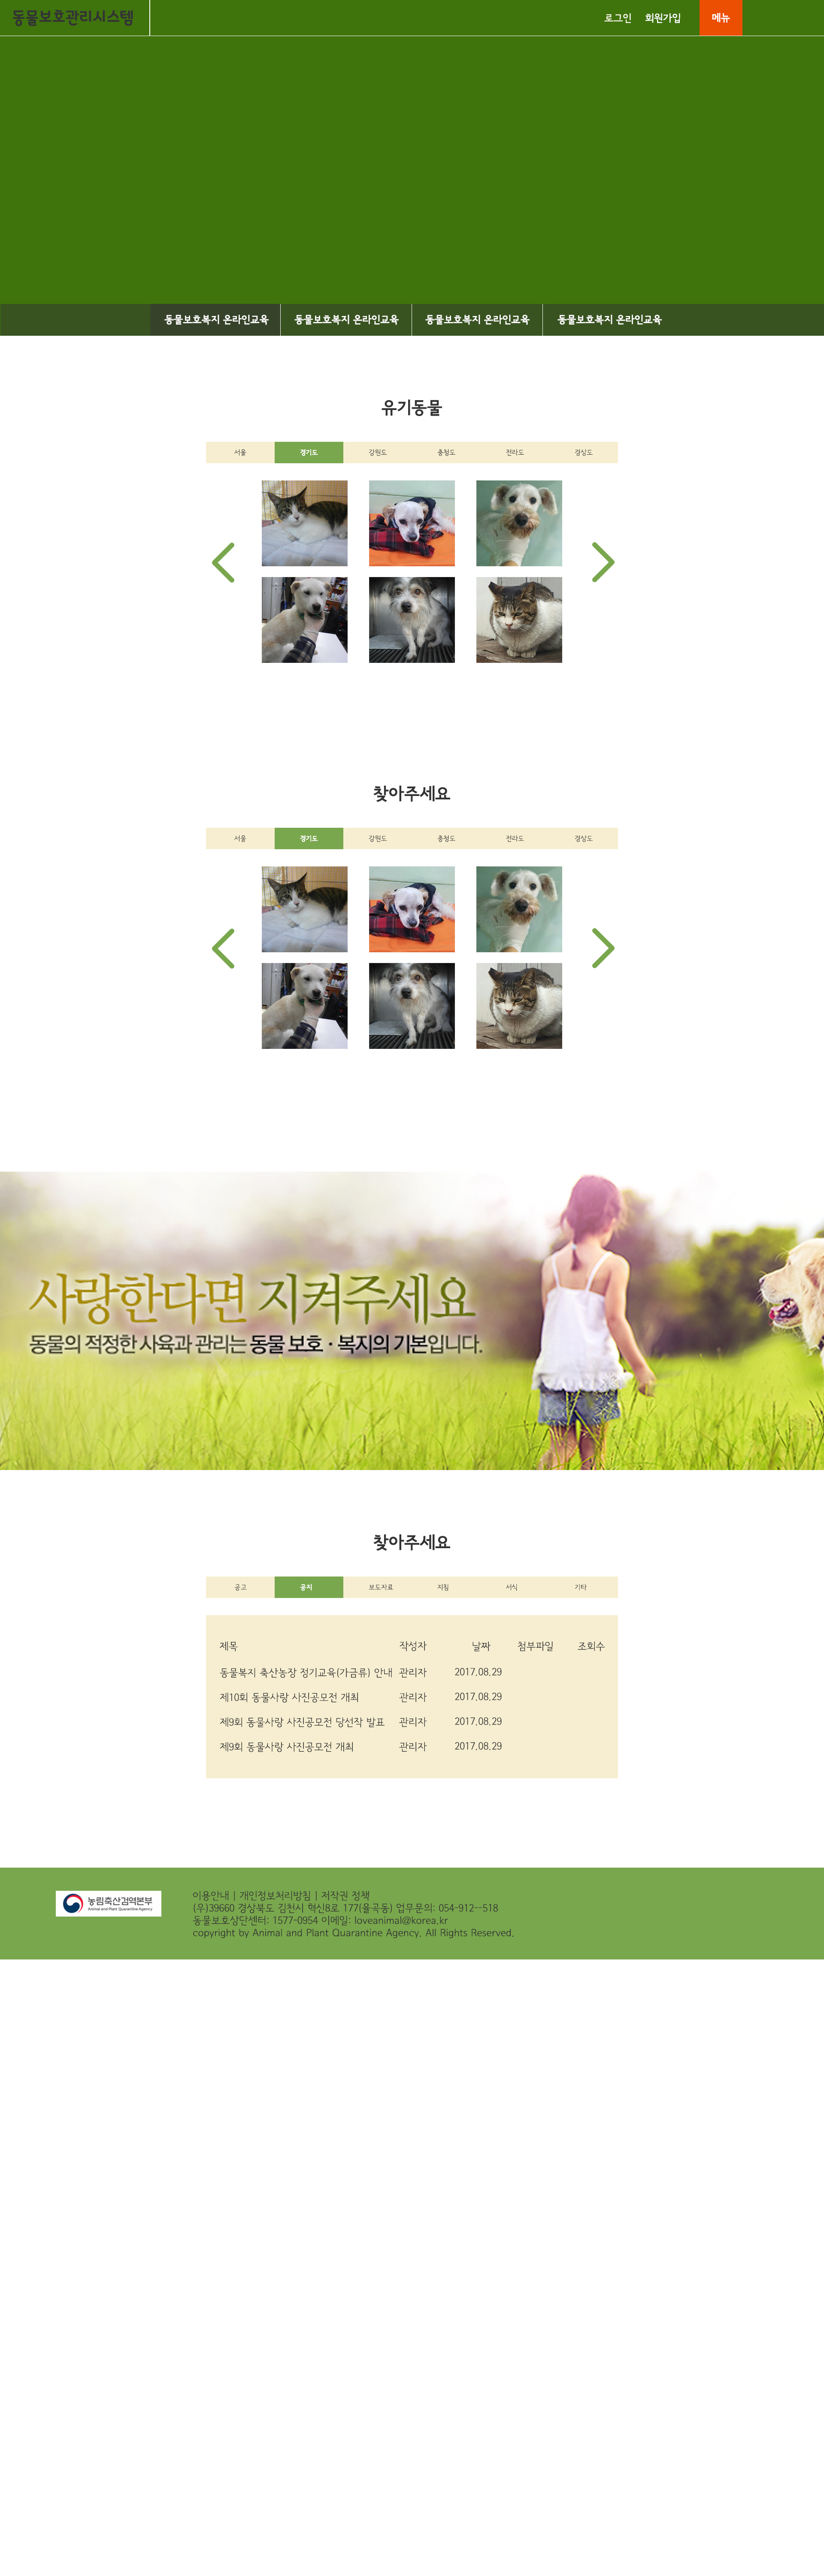 동물보호관리시스템
로그인 회원가입 메뉴
동물보호복지 온라인교육 동물보호복지 온라인교육 동물보호복지 온라인교육 동물보호복지 온라인교육
유기동물
서울 경기도 강원도 충청도 전라도 경상도
찾아주세요
서울 경기도 강원도 충청도 전라도 경상도
사랑한다면 지켜주세요
동물의 적정한 사육과 관리는 동물 보호 · 복지의 기본입니다.
찾아주세요
공고 공지 보도자료 지침 서식 기타
제목 작성자 날짜 첨부파일 조회수
동물복지 축산농장 정기교육(가금류) 안내 관리자 2017.08.29
제10회 동물사랑 사진공모전 개최 관리자 2017.08.29
제9회 동물사랑 사진공모전 당선작 발표 관리자 2017.08.29
제9회 동물사랑 사진공모전 개최 관리자 2017.08.29
농림축산검역본부
Animal and Plant Quarantine Agency
이용안내 | 개인정보처리방침 | 저작권 정책
(우)39660 경상북도 김천시 혁신8로 177(율곡동) 업무문의: 054-912--518
동물보호상담센터: 1577-0954 이메일: loveanimal@korea.kr
copyright by Animal and Plant Quarantine Agency. All Rights Reserved.